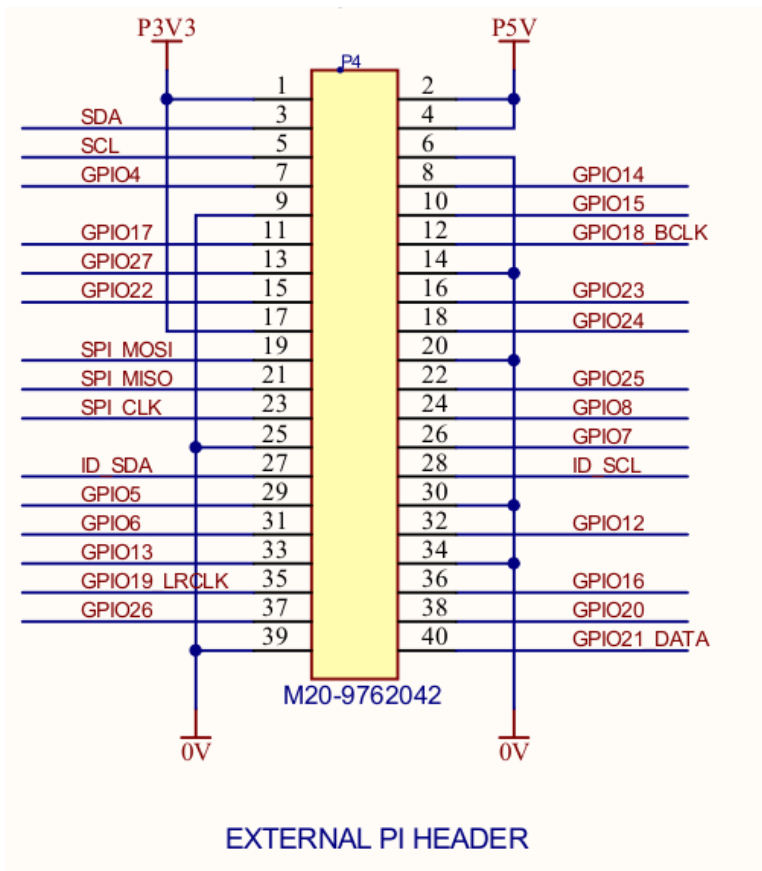 P3V3 P5V
P4
1 2
SDA 3 4
SCL 5 6
GPIO4 7 8 GPIO14
9 10 GPIO15
GPIO17 11 12 GPIO18_BCLK
GPIO27 13 14
GPIO22 15 16 GPIO23
17 18 GPIO24
SPI_MOSI 19 20
SPI_MISO 21 22 GPIO25
SPI_CLK 23 24 GPIO8
25 26 GPIO7
ID_SDA 27 28 ID_SCL
GPIO5 29 30
GPIO6 31 32 GPIO12
GPIO13 33 34
GPIO19_LRCLK 35 36 GPIO16
GPIO26 37 38 GPIO20
39 40 GPIO21_DATA
M20-9762042
0V 0V
EXTERNAL PI HEADER